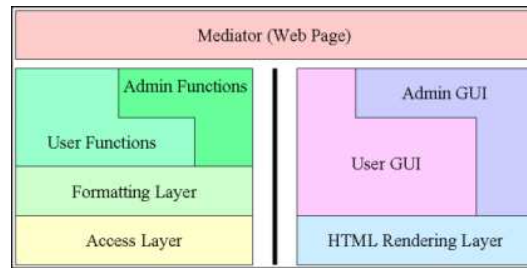 Mediator (Web Page)
Admin Functions
User Functions
Formatting Layer
Access Layer
Admin GUI
User GUI
HTML Rendering Layer